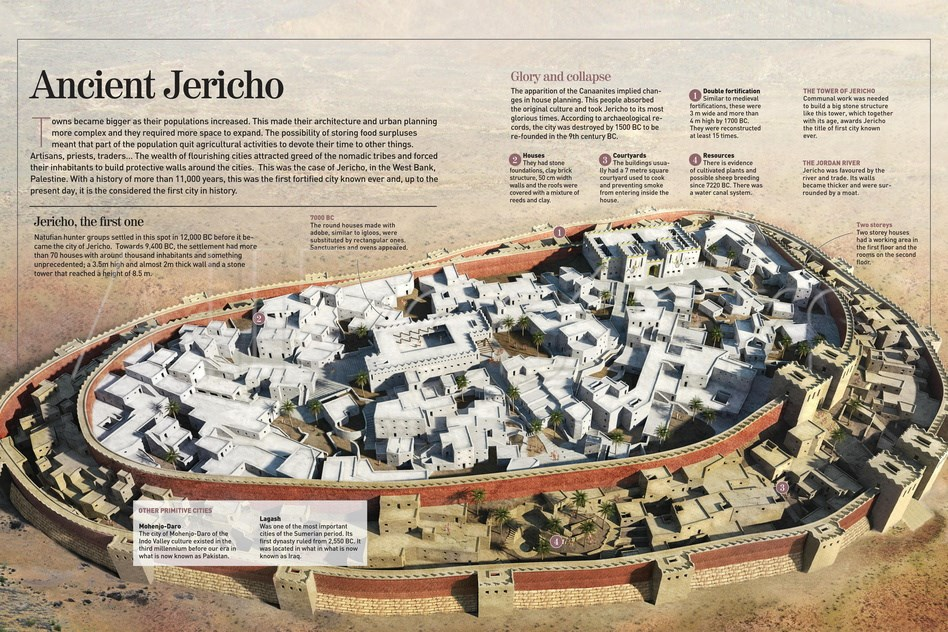 Ancient Jericho
Towns became bigger as their populations increased. This made their architecture and urban planning
more complex and they required more space to expand. The possibility of storing food surpluses
meant that part of the population quit agricultural activities to devote their time to other things.
Artisans, priests, traders... The wealth of flourishing cities attracted greed of the nomadic tribes and forced
their inhabitants to build protective walls around the cities. This was the case of Jericho, in the West Bank,
Palestine. With a history of more than 11,000 years, this was the first fortified city known ever and, up to the
present day, it is the considered the first city in history.
Jericho, the first one
Natufian hunter groups settled in this spot in 12,000 BC before it be-
came the city of Jericho. Towards 9,400 BC, the settlement had more
than 70 houses with around thousand inhabitants and something
unprecedented; a 3.5m high and almost 2m thick wall and a stone
tower that reached a height of 8.5 m.
7000 BC
The round houses made with
adobe, similar to igloos, were
substituted by rectangular ones.
Sanctuaries and ovens appeared.
Glory and collapse
The apparition of the Canaanites implied chan-
ges in house planning. This people absorbed
the original culture and took Jericho to its most
glorious times. According to archaeological re-
cords, the city was destroyed by 1500 BC to be
re-founded in the 9th century BC.
1 Double fortification
Similar to medieval
fortifications, these were
3 m wide and more than
4 m high by 1700 BC.
They were reconstructed
at least 15 times.
THE TOWER OF JERICHO
Communal work was needed
to build a big stone structure
like this tower, which together
with its age, awards Jericho
the title of first city known
ever.
2 Houses
They had stone
foundations, clay brick
structure, 50 cm width
walls and the roofs were
covered with a mixture of
reeds and clay.
3 Courtyards
The buildings usua-
lly had a 7 metre square
courtyard used to cook
and preventing smoke
from entering inside the
house.
4 Resources
There is evidence
of cultivated plants and
possible sheep breeding
since 7220 BC. There was
a water canal system.
THE JORDAN RIVER
Jericho was favoured by the
river and trade. Its walls
became thicker and were sur-
rounded by a moat.
Two storeys
Two storey houses
had a working area in
the first floor and the
rooms on the second
floor.
1
2
3
4
OTHER PRIMITIVE CITIES
Mohenjo-Daro
The city of Mohenjo-Daro of the
Indo Valley culture existed in the
third millennium before our era in
what is now known as Pakistan.
Lagash
Was one of the most important
cities of the Sumerian period. Its
first dynasty ruled from 2,550 BC. It
was located in what in what is now
known as Iraq.